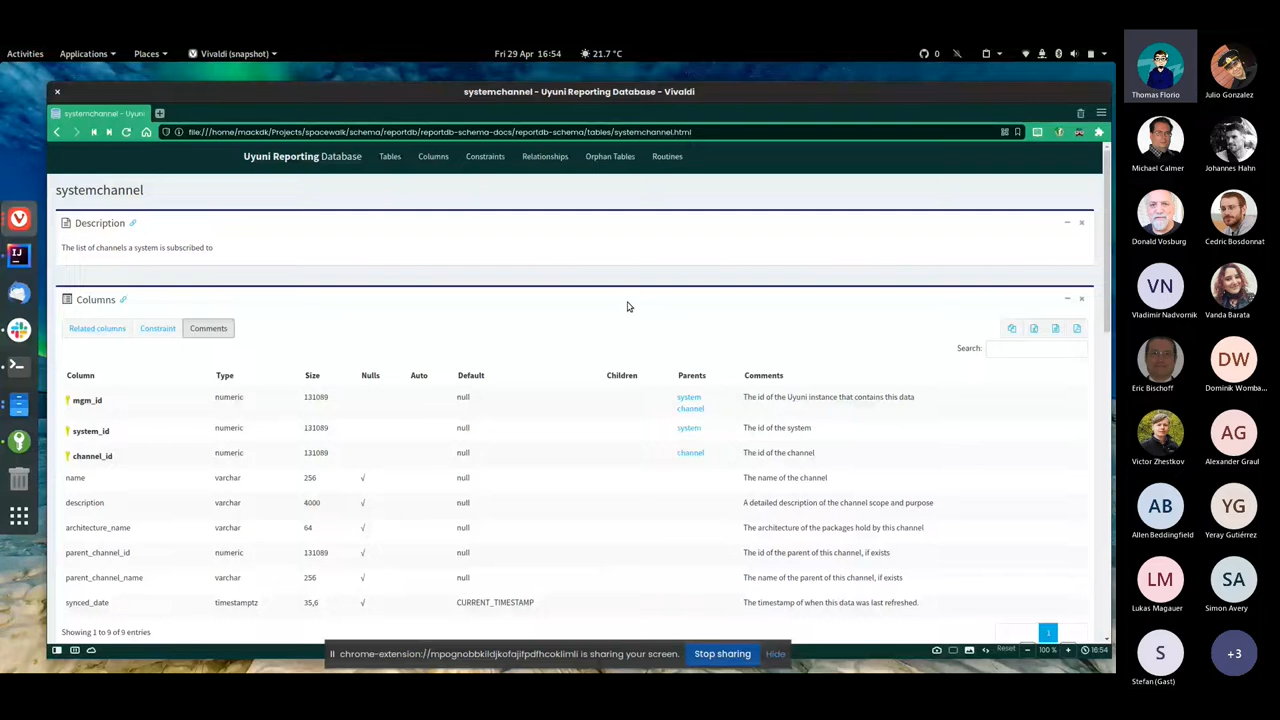 Activities Applications Places Vivaldi (snapshot) Fri 29 Apr 16:54 21.7 °C 0
systemchannel - Uyuni Reporting Database - Vivaldi
systemchannel - Uyuni
file:///home/mackdk/Projects/spacewalk/schema/reportdb/reportdb-schema-docs/reportdb-schema/tables/systemchannel.html
Uyuni Reporting Database Tables Columns Constraints Relationships Orphan Tables Routines
systemchannel
Description
The list of channels a system is subscribed to
Columns
Related columns Constraint Comments
Search:
Column Type Size Nulls Auto Default Children Parents Comments
mgm_id numeric 131089 null system channel The id of the Uyuni instance that contains this data
system_id numeric 131089 null system The id of the system
channel_id numeric 131089 null channel The id of the channel
name varchar 256 √ null The name of the channel
description varchar 4000 √ null A detailed description of the channel scope and purpose
architecture_name varchar 64 √ null The architecture of the packages hold by this channel
parent_channel_id numeric 131089 √ null The id of the parent of this channel, if exists
parent_channel_name varchar 256 √ null The name of the parent of this channel, if exists
synced_date timestamptz 35,6 √ CURRENT_TIMESTAMP The timestamp of when this data was last refreshed.
Showing 1 to 9 of 9 entries 1
chrome-extension://mpognobbkildjkofajifpdfhcoklimli is sharing your screen. Stop sharing Hide
Reset 100 % 16:54
Thomas Florio Julio Gonzalez
Michael Calmer Johannes Hahn
Donald Vosburg Cedric Bosdonnat
VN
Vladimir Nadvornik Vanda Barata
DW
Eric Bischoff Dominik Womba...
AG
Victor Zhestkov Alexander Graul
AB YG
Allen Beddingfield Yeray Gutiérrez
LM SA
Lukas Magauer Simon Avery
S +3
Stefan (Gast)